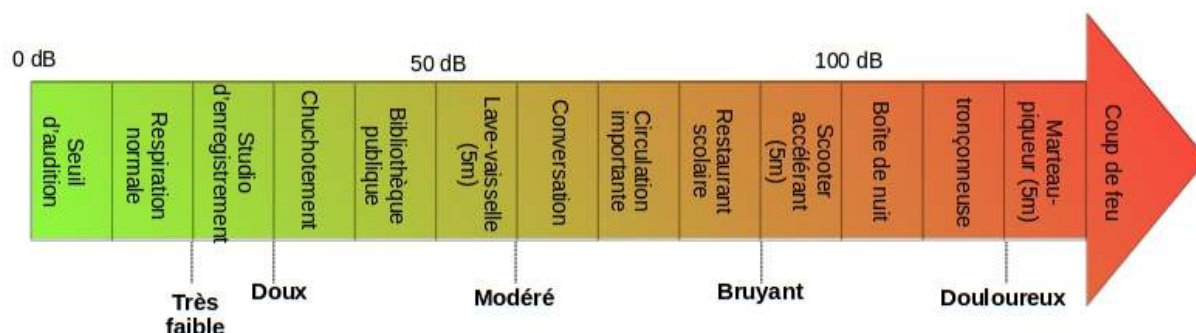 0 dB
50 dB
100 dB
Seuil
d'audition
Respiration
normale
Studio
d'enregistrement
Chuchotement
Bibliothèque
publique
Lave-vaisselle
(5m)
Conversation
Circulation
importante
Restaurant
scolaire
Scooter
accélérant
(5m)
Boîte de nuit
tronçonneuse
Marteau-
piqueur (5m)
Coup de feu
Très
faible
Doux
Modéré
Bruyant
Douloureux